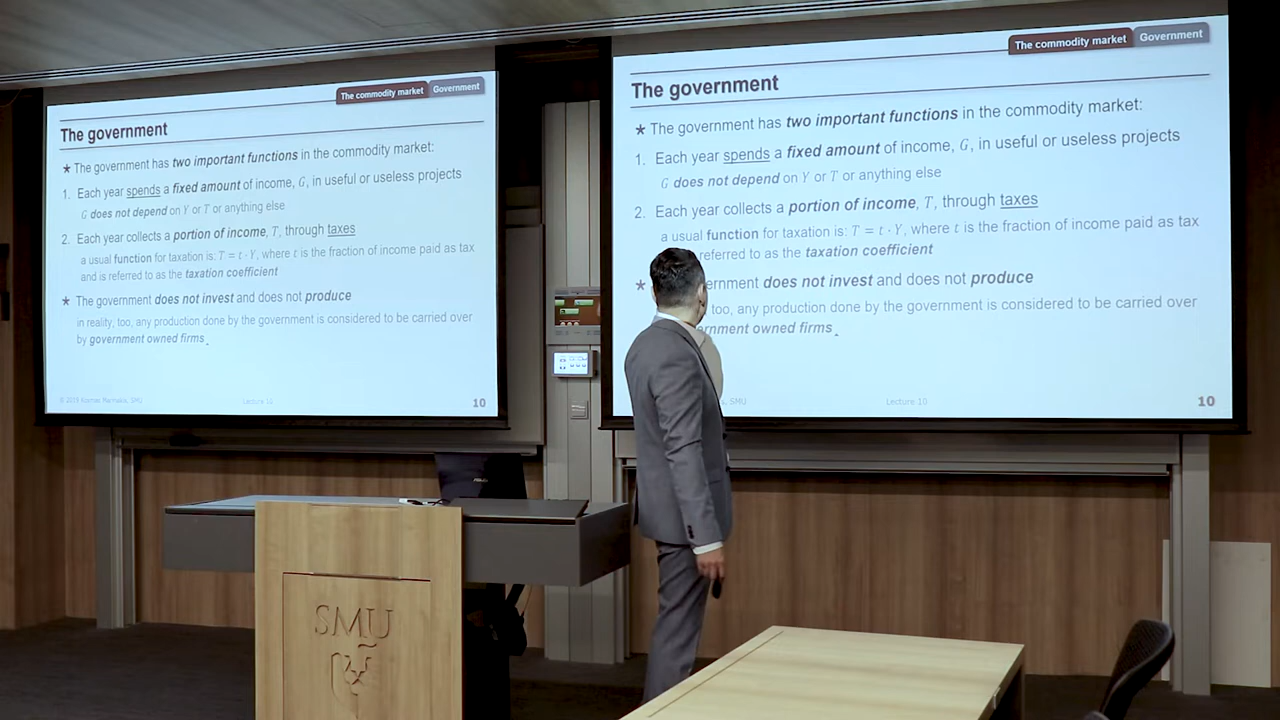 The commodity market Government
The government
★ The government has two important functions in the commodity market:
1. Each year spends a fixed amount of income, G, in useful or useless projects
G does not depend on Y or T or anything else
2. Each year collects a portion of income, T, through taxes
a usual function for taxation is: T = t · Y, where t is the fraction of income paid as tax
and is referred to as the taxation coefficient
★ The government does not invest and does not produce
in reality, too, any production done by the government is considered to be carried over
by government owned firms
© 2019 Kosmas Marinakis, SMU
Lecture 10
10
The commodity market Government
The government
★ The government has two important functions in the commodity market:
1. Each year spends a fixed amount of income, G, in useful or useless projects
G does not depend on Y or T or anything else
2. Each year collects a portion of income, T, through taxes
a usual function for taxation is: T = t · Y, where t is the fraction of income paid as tax
referred to as the taxation coefficient
★ ernment does not invest and does not produce
too, any production done by the government is considered to be carried over
ernment owned firms
SMU
Lecture 10
10
SMU